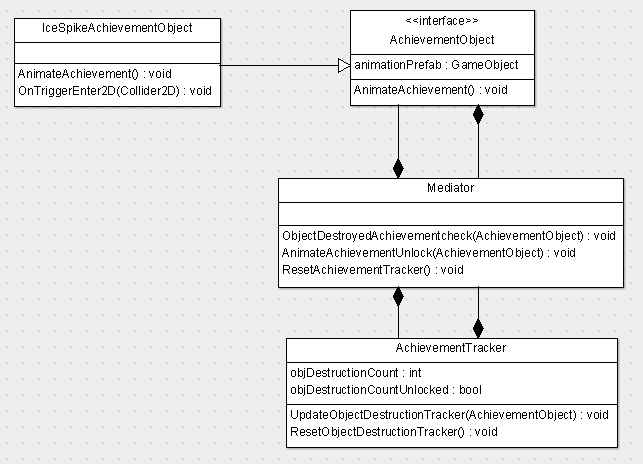 IceSpikeAchievementObject
AnimateAchievement() : void
OnTriggerEnter2D(Collider2D) : void
<<interface>>
AchievementObject
animationPrefab : GameObject
AnimateAchievement() : void
Mediator
ObjectDestroyedAchievementcheck(AchievementObject) : void
AnimateAchievementUnlock(AchievementObject) : void
ResetAchievementTracker() : void
AchievementTracker
objDestructionCount : int
objDestructionCountUnlocked : bool
UpdateObjectDestructionTracker(AchievementObject) : void
ResetObjectDestructionTracker() : void